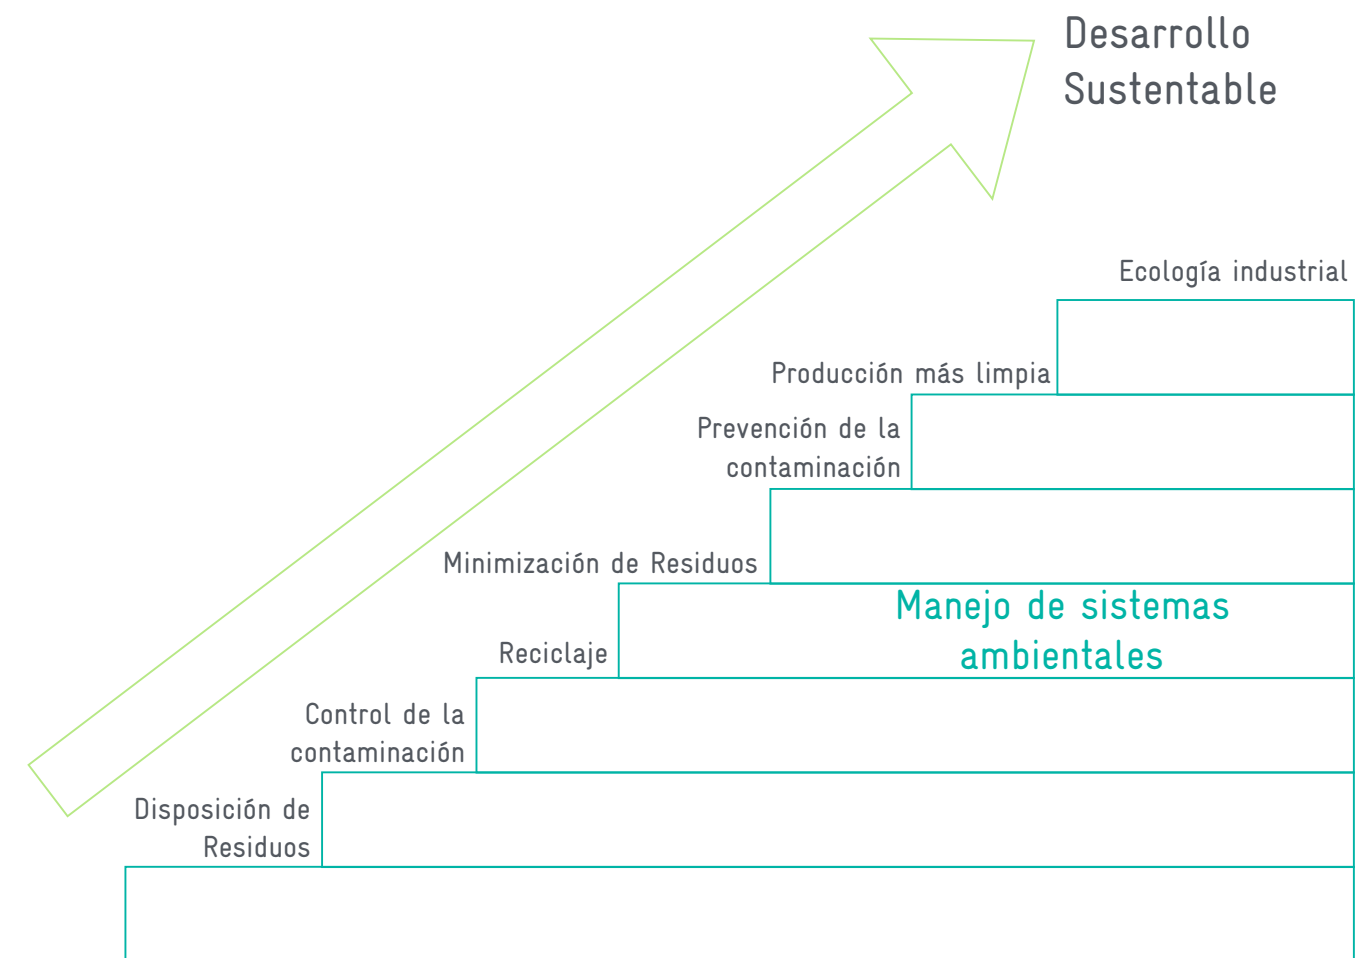 Desarrollo
Sustentable
Ecología industrial
Producción más limpia
Prevención de la
contaminación
Minimización de Residuos
Manejo de sistemas
ambientales
Reciclaje
Control de la
contaminación
Disposición de
Residuos